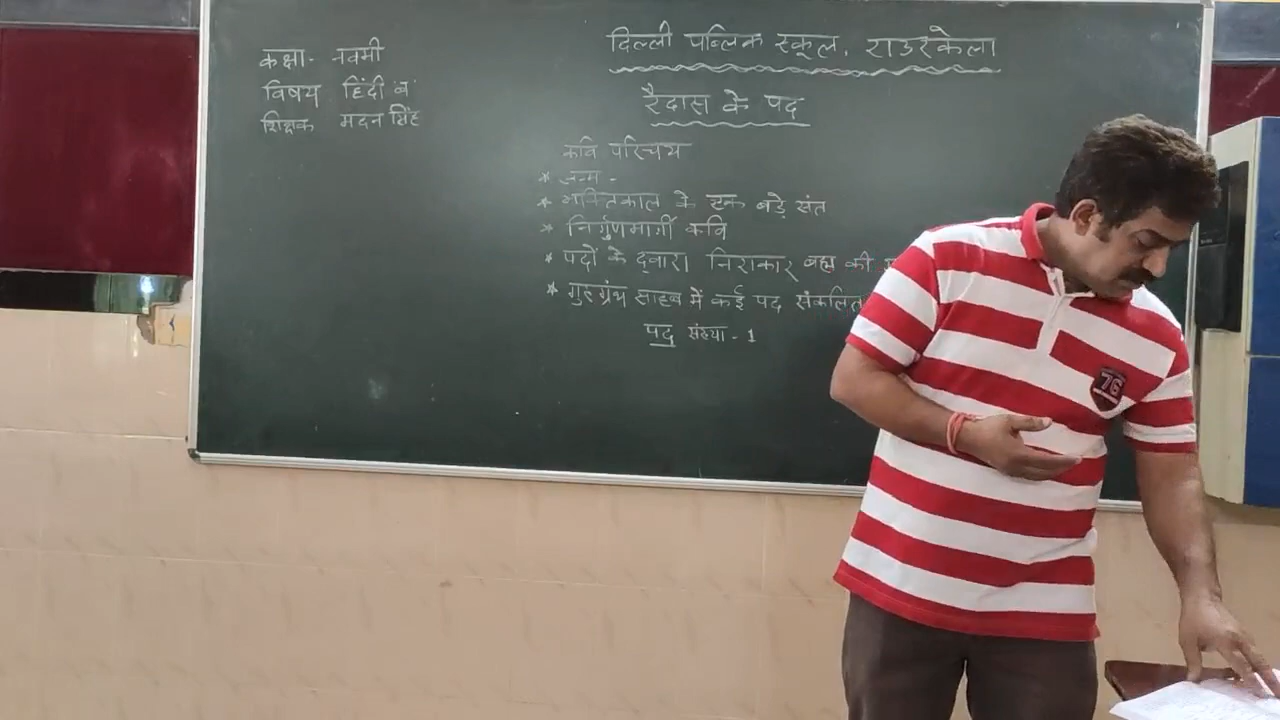 कक्षा - नवमी
विषय हिंदी ब
शिक्षक मदन सिंह
दिल्ली पब्लिक स्कूल, राउरकेला
रैदास के पद
कवि परिचय
* जन्म -
* भक्तिकाल के एक बड़े संत
* निर्गुणमार्गी कवि
* पदों के द्वारा निराकार ब्रह्म की
* गुरु ग्रंथ साहब में कई पद संकलित
पद संख्या - 1
76